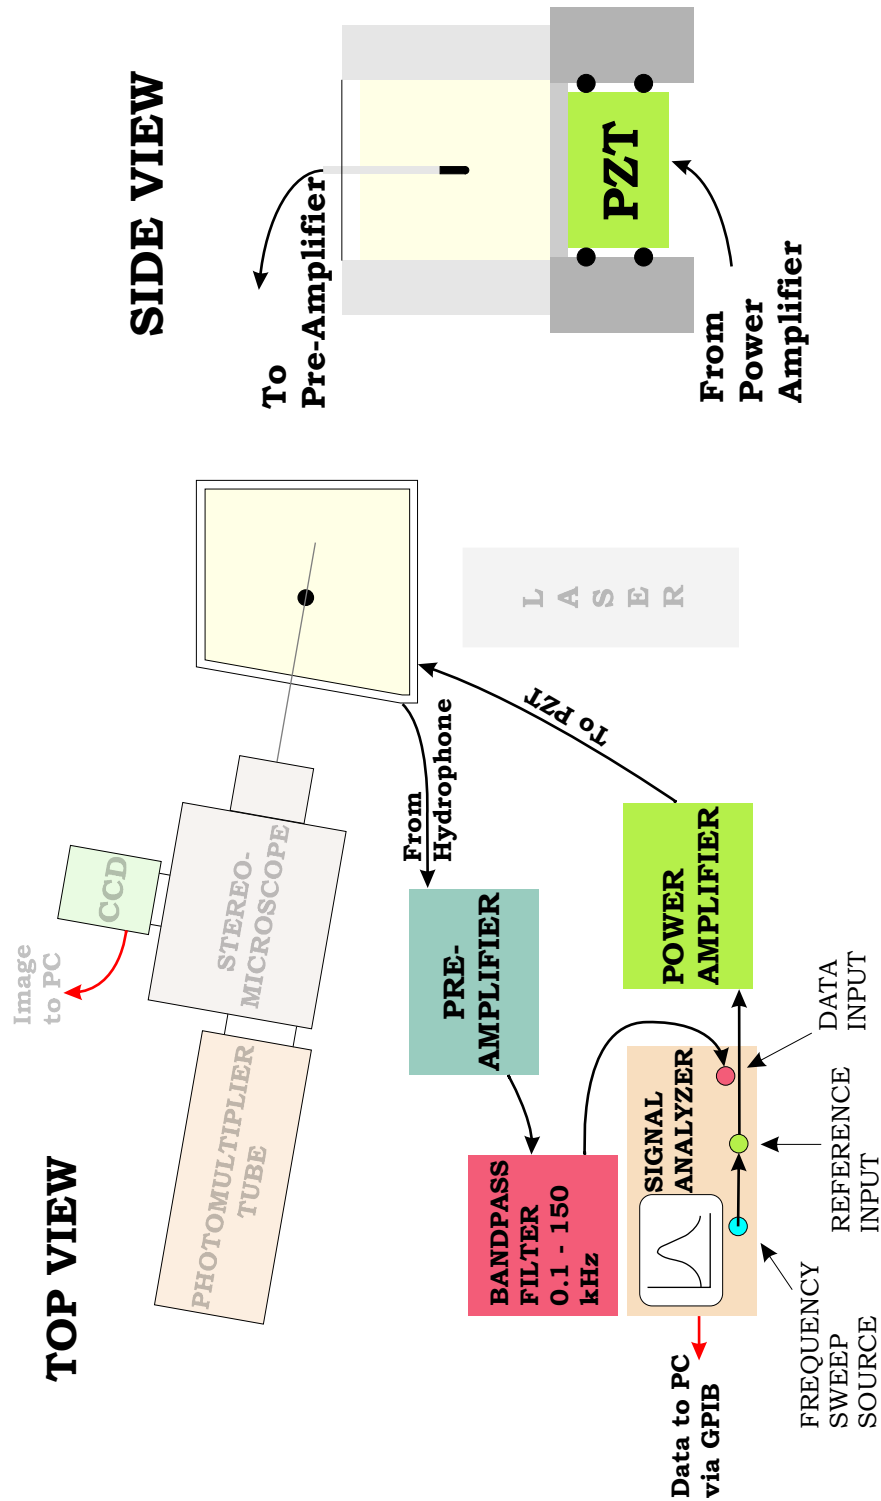 TOP VIEW
Image
to PC
CCD
STEREO-
MICROSCOPE
PHOTOMULTIPLIER
TUBE
From
Hydrophone
To PZT
L
A
S
E
R
PRE-
AMPLIFIER
POWER
AMPLIFIER
BANDPASS
FILTER
0.1 - 150
kHz
SIGNAL
ANALYZER
DATA
INPUT
REFERENCE
INPUT
FREQUENCY
SWEEP
SOURCE
Data to PC
via GPIB
SIDE VIEW
To
Pre-Amplifier
PZT
From
Power
Amplifier